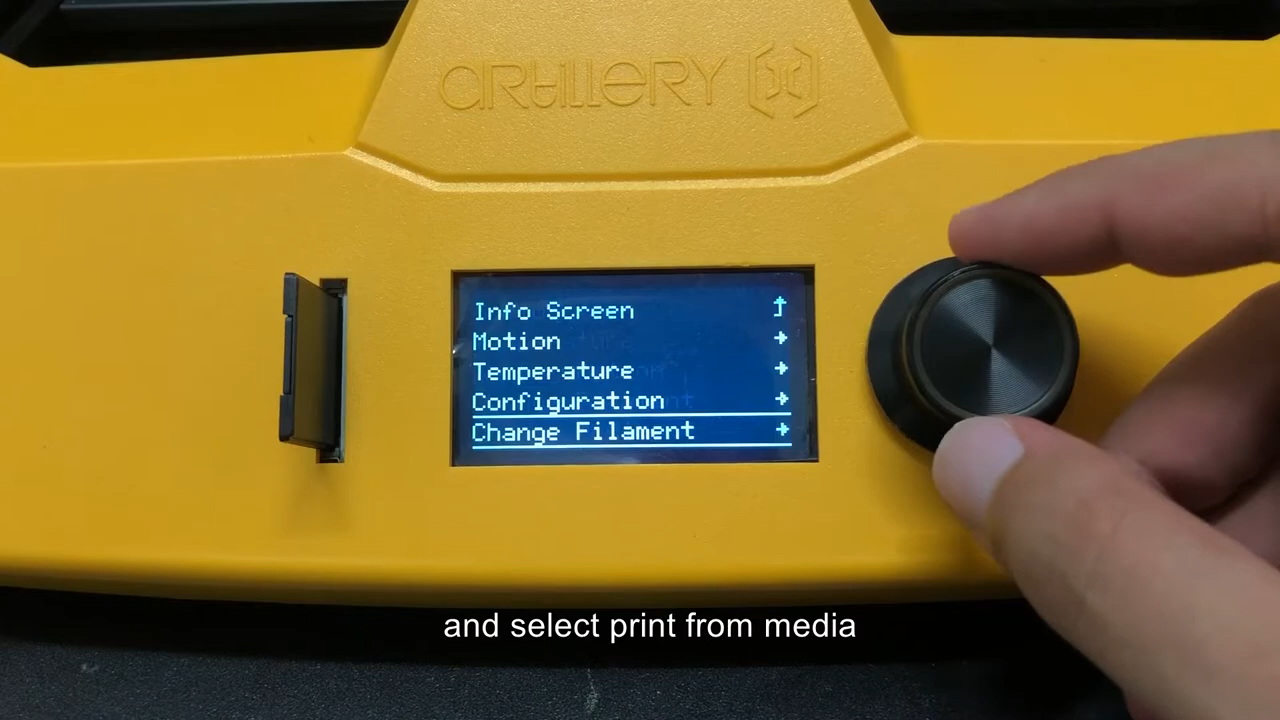 ARTILLERY
Info Screen
Motion
Temperature
Configuration
Change Filament
and select print from media